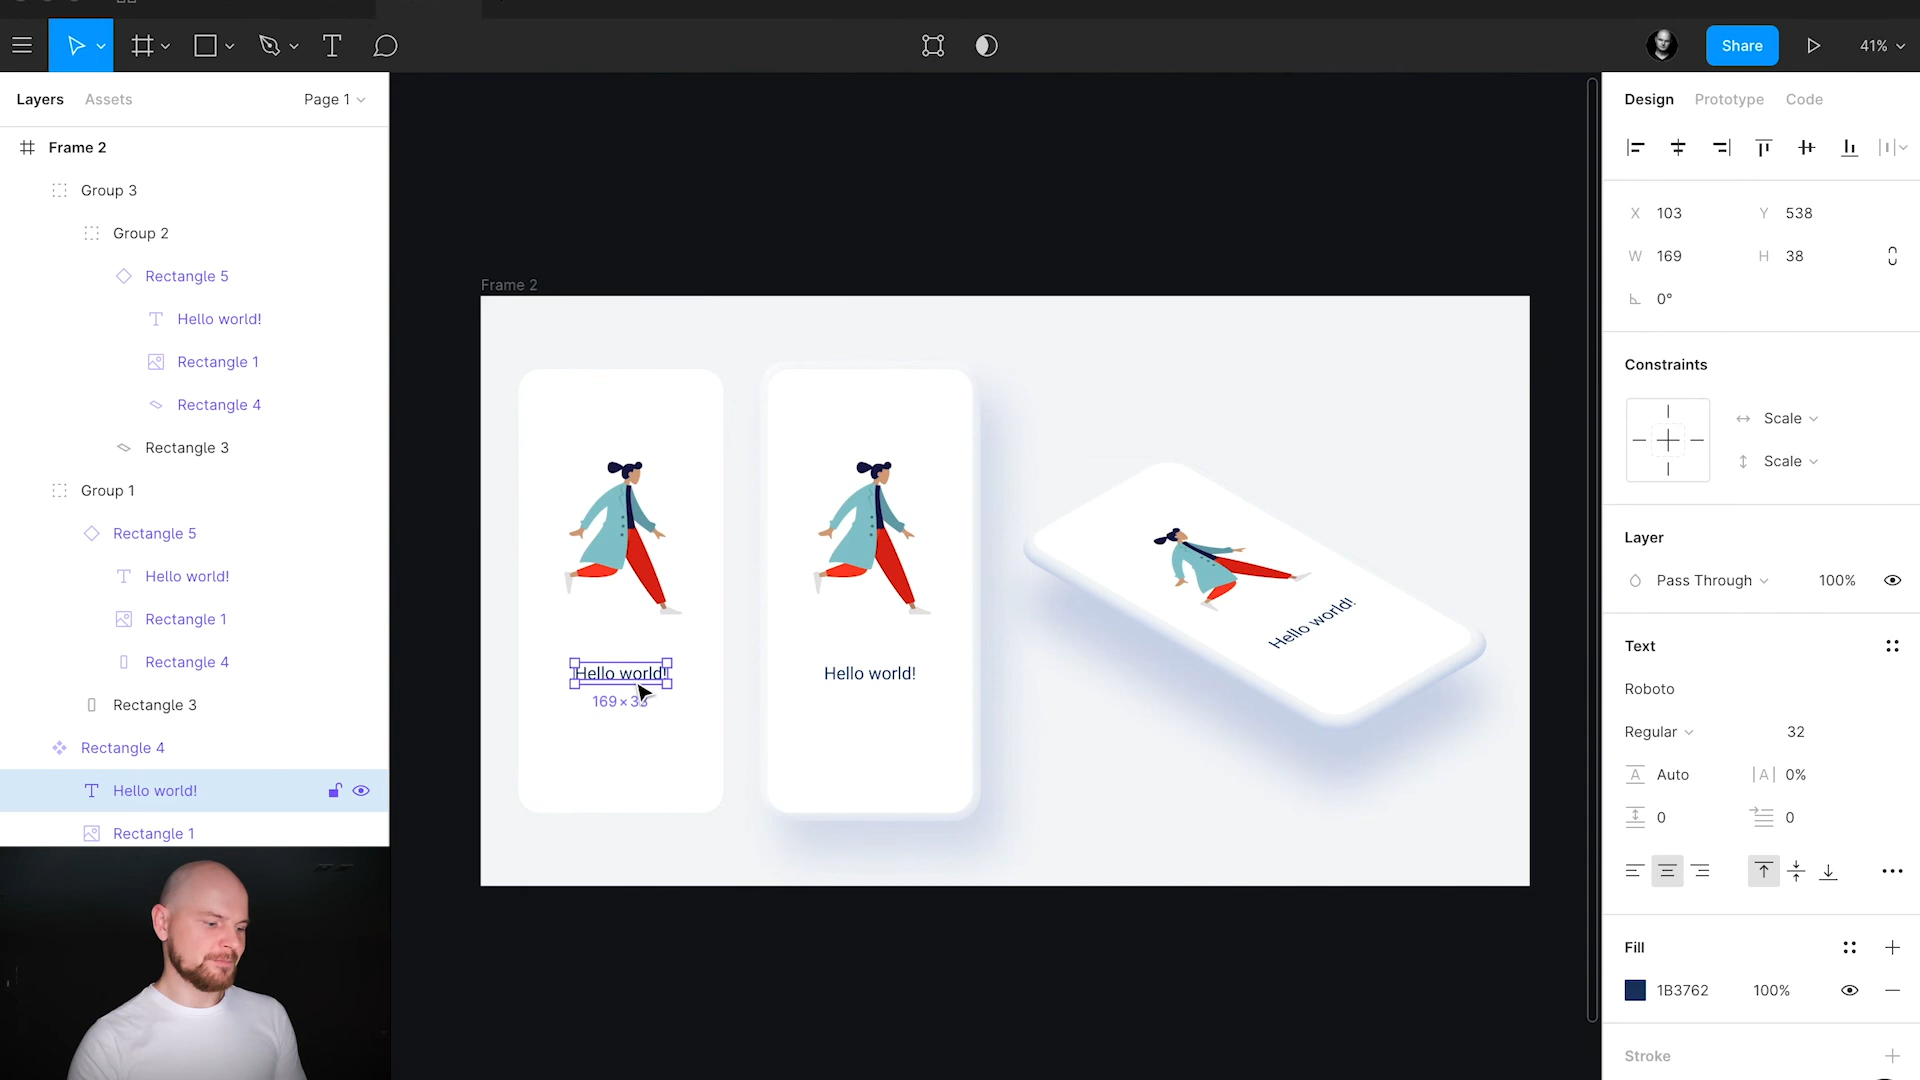 Share
41%
Layers
Assets
Page 1
Frame 2
Group 3
Group 2
Rectangle 5
Hello world!
Rectangle 1
Rectangle 4
Rectangle 3
Group 1
Rectangle 5
Hello world!
Rectangle 1
Rectangle 4
Rectangle 3
Rectangle 4
Hello world!
Rectangle 1
Frame 2
Hello world!
Hello world!
Hello world!
Design
Prototype
Code
X 103
Y 538
W 169
H 38
0°
Constraints
Scale
Scale
Layer
Pass Through
100%
Text
Roboto
Regular
32
A Auto
|A| 0%
0
0
Fill
1B3762
100%
Stroke